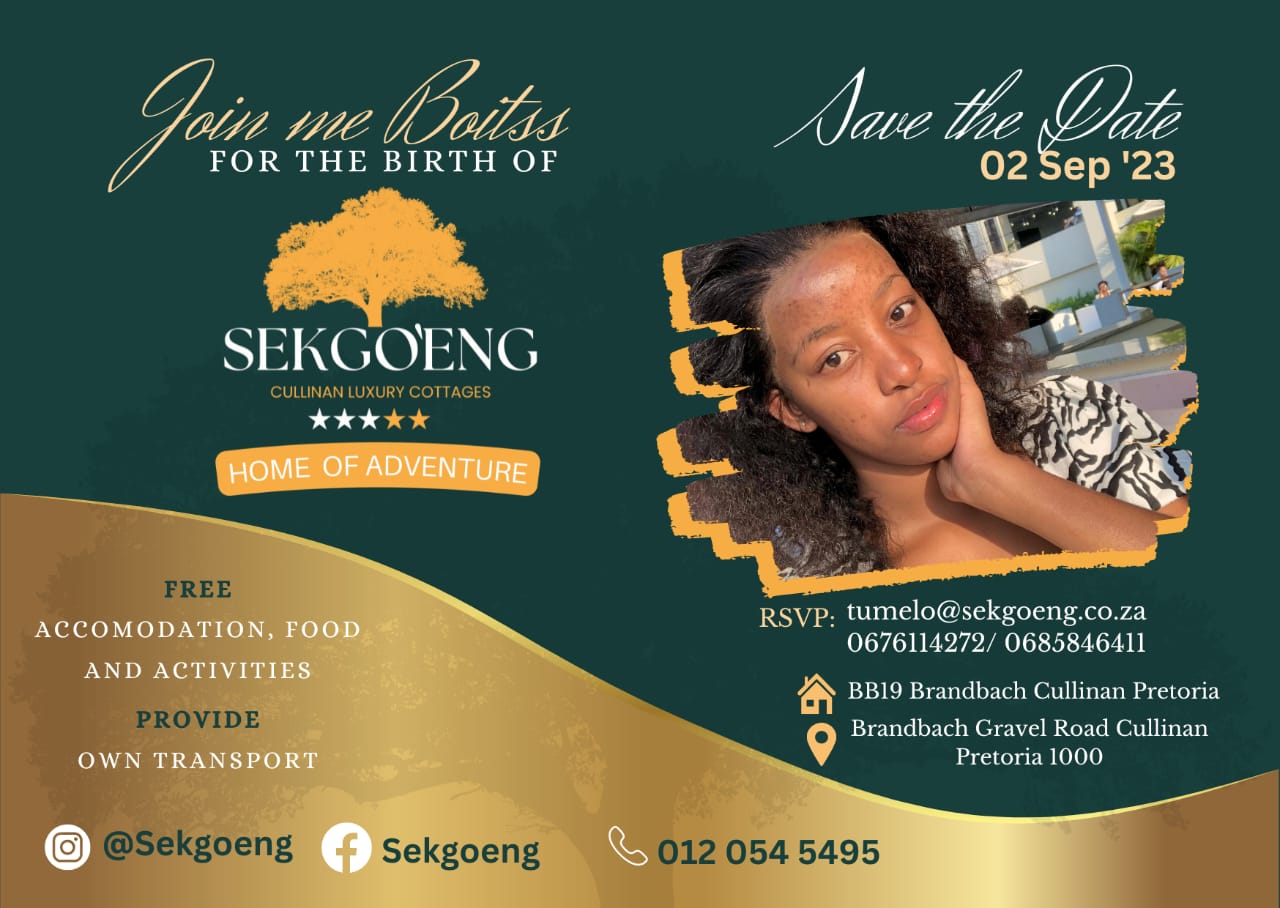 Join me Boitss
FOR THE BIRTH OF
SEKGO'ENG
CULLINAN LUXURY COTTAGES
HOME OF ADVENTURE
FREE
ACCOMODATION, FOOD
AND ACTIVITIES
PROVIDE
OWN TRANSPORT
Save the Date
02 Sep '23
RSVP: tumelo@sekgoeng.co.za
0676114272/ 0685846411
BB19 Brandbach Cullinan Pretoria
Brandbach Gravel Road Cullinan
Pretoria 1000
@Sekgoeng
Sekgoeng
012 054 5495